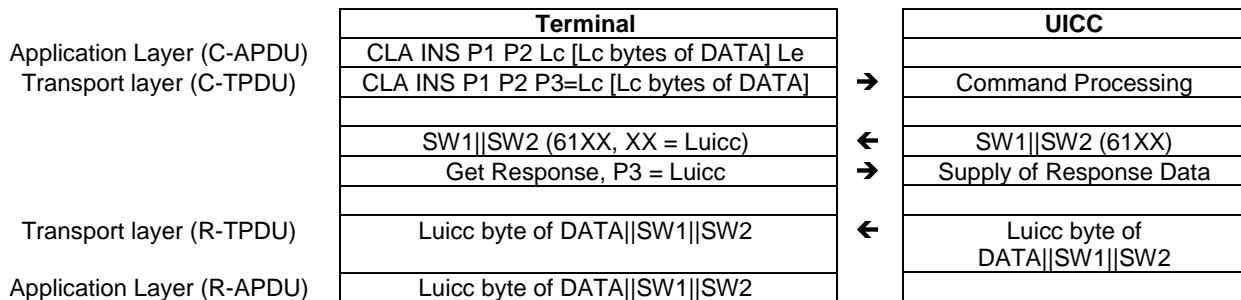 Terminal UICC
Application Layer (C-APDU) CLA INS P1 P2 Lc [Lc bytes of DATA] Le
Transport layer (C-TPDU) CLA INS P1 P2 P3=Lc [Lc bytes of DATA] → Command Processing
SW1||SW2 (61XX, XX = Luicc) ← SW1||SW2 (61XX)
Get Response, P3 = Luicc → Supply of Response Data
Transport layer (R-TPDU) Luicc byte of DATA||SW1||SW2 ← Luicc byte of
DATA||SW1||SW2
Application Layer (R-APDU) Luicc byte of DATA||SW1||SW2